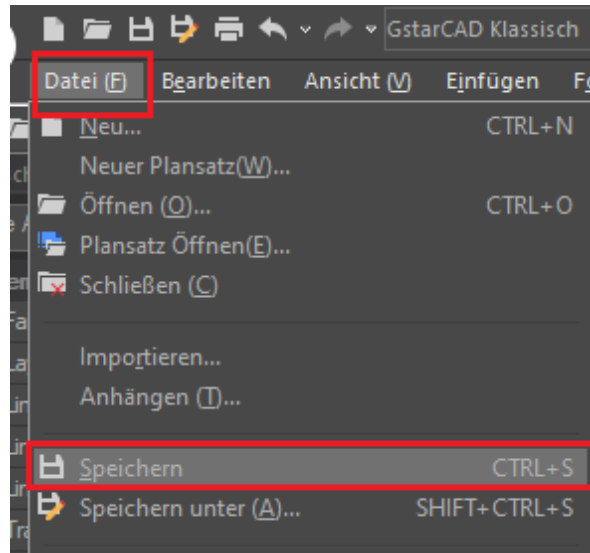 GstarCAD Klassisch
Datei (F) Bearbeiten Ansicht (V) Einfügen
Neu... CTRL+N
Neuer Plansatz(W)...
Öffnen (O)... CTRL+O
Plansatz Öffnen(E)...
Schließen (C)
Importieren...
Anhängen (T)...
Speichern CTRL+S
Speichern unter (A)... SHIFT+CTRL+S